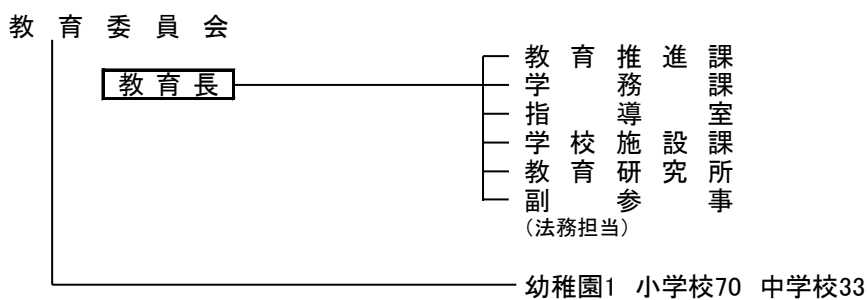 教育委員会
教育推進課
教育長
学務課
指導室
学校施設課
教育研究所
副参事
(法務担当)
幼稚園1 小学校70 中学校33